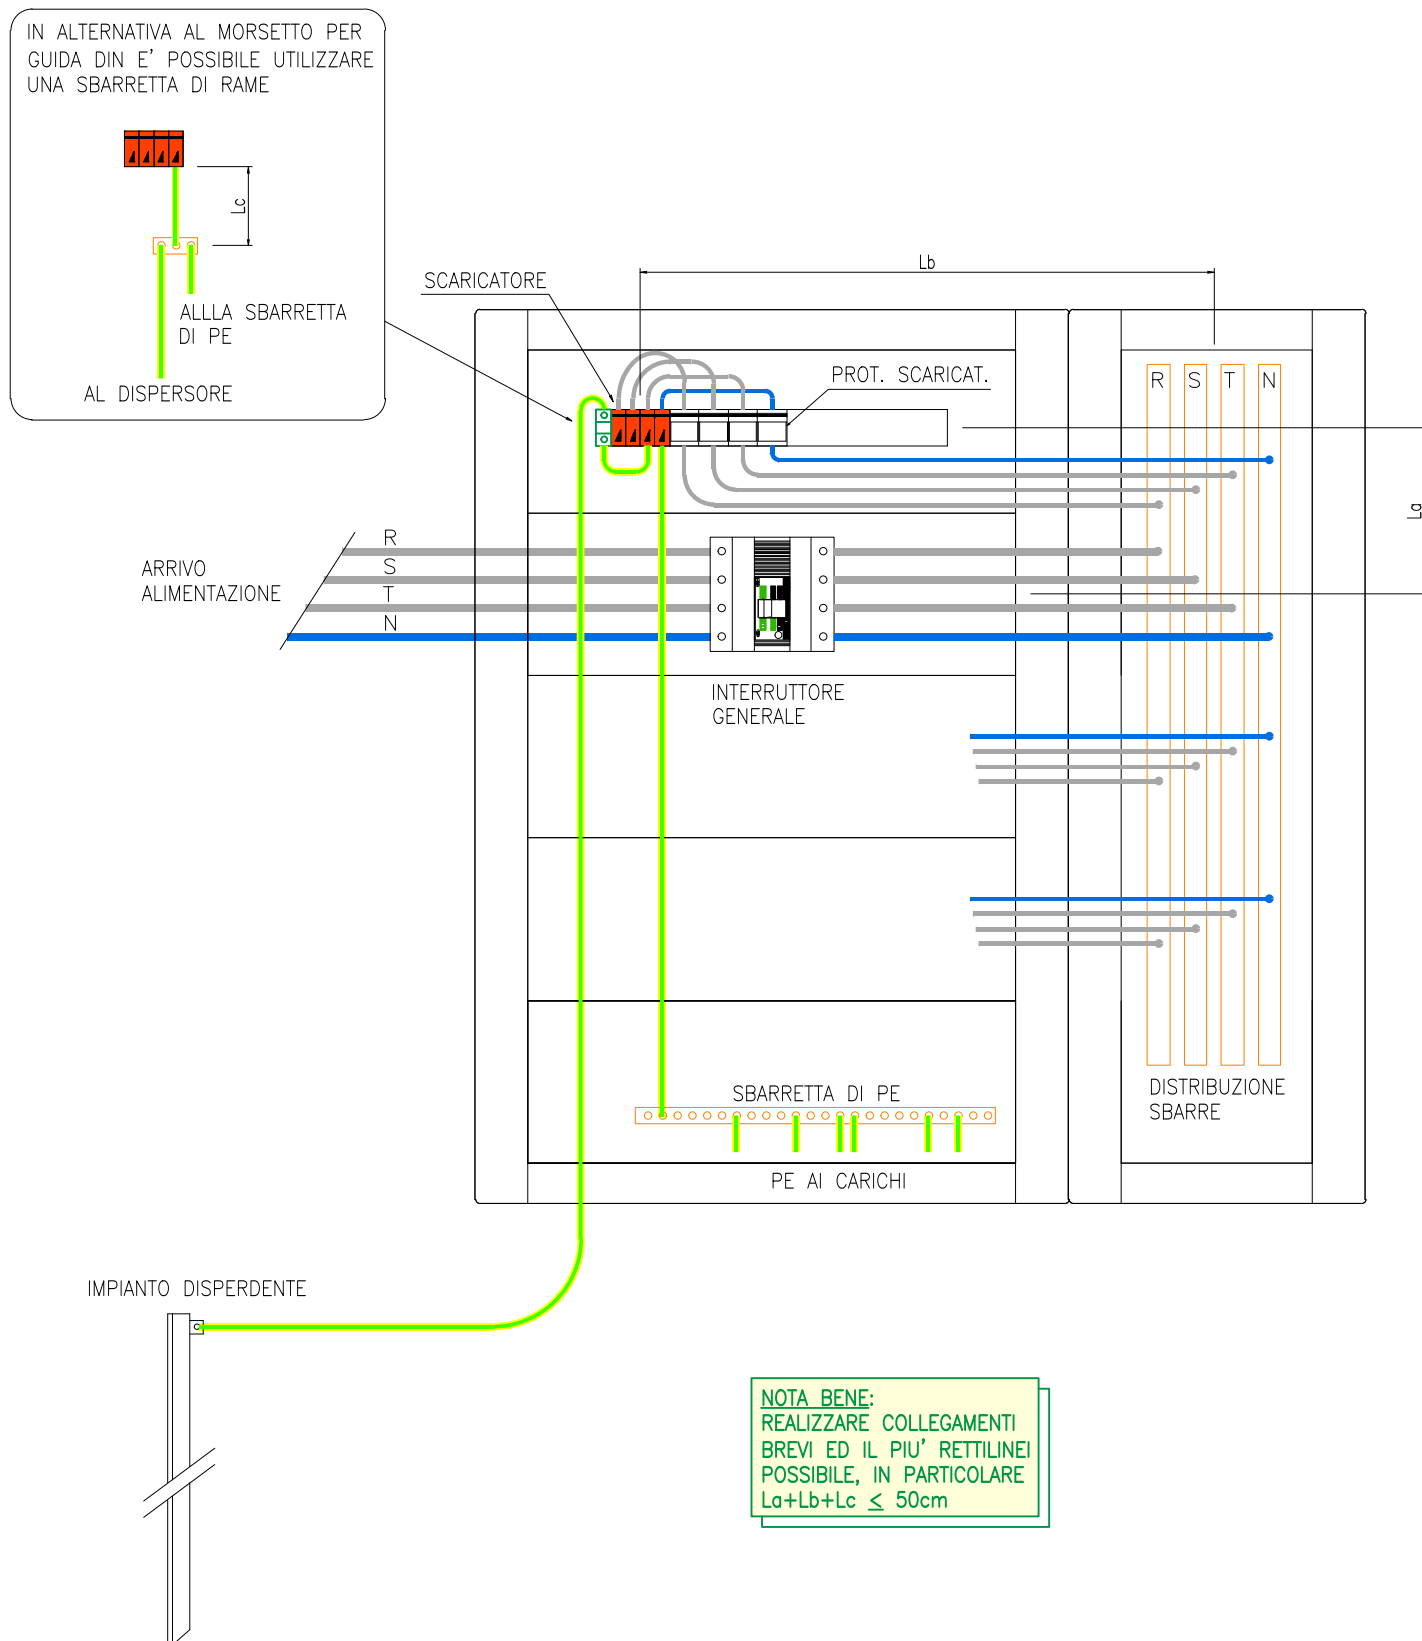 IN ALTERNATIVA AL MORSETTO PER
GUIDA DIN E' POSSIBILE UTILIZZARE
UNA SBARRETTA DI RAME
Lc
ALLLA SBARRETTA
DI PE
AL DISPERSORE
SCARICATORE
Lb
PROT. SCARICAT.
R S T N
La
ARRIVO
ALIMENTAZIONE
R
S
T
N
INTERRUTTORE
GENERALE
SBARRETTA DI PE
DISTRIBUZIONE
SBARRE
PE AI CARICHI
IMPIANTO DISPERDENTE
NOTA BENE:
REALIZZARE COLLEGAMENTI
BREVI ED IL PIU' RETTILINEI
POSSIBILE, IN PARTICOLARE
La+Lb+Lc ≤ 50cm